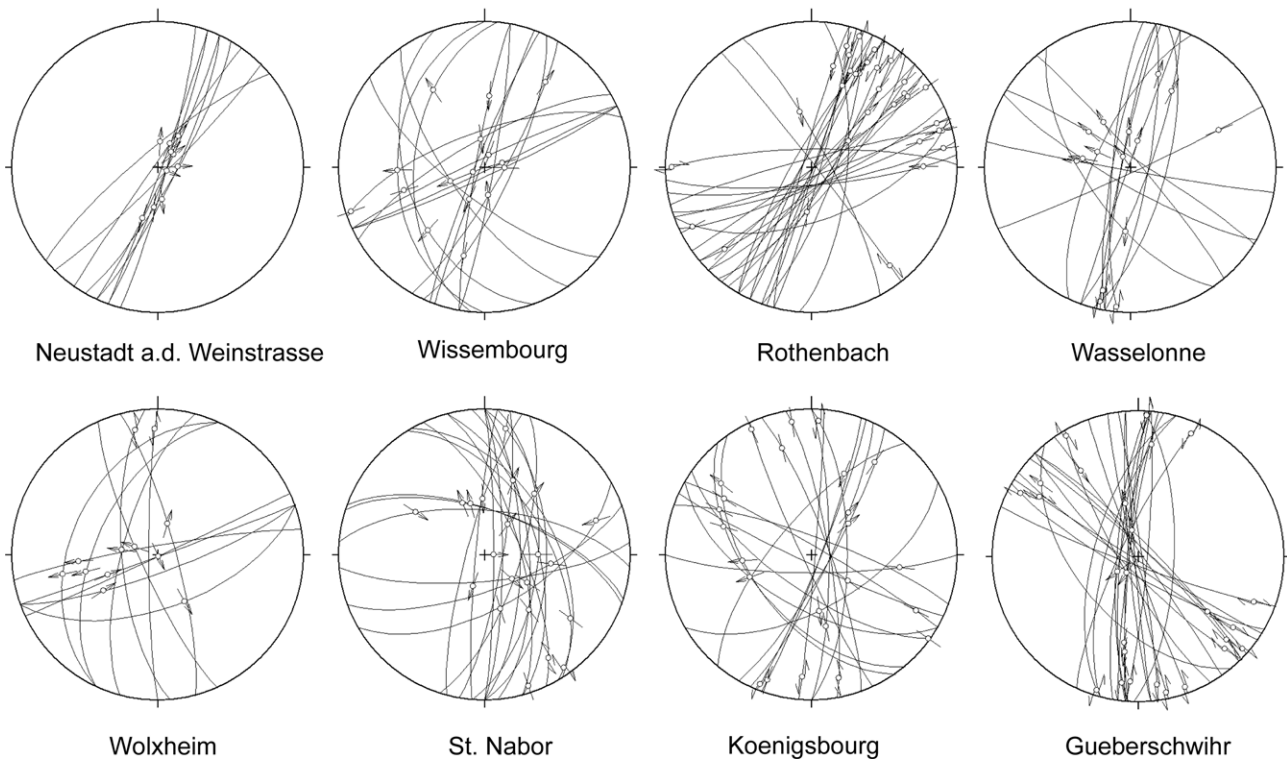 Neustadt a.d. Weinstrasse
Wissembourg
Rothenbach
Wasselonne
Wolxheim
St. Nabor
Koenigsbourg
Gueberschwihr